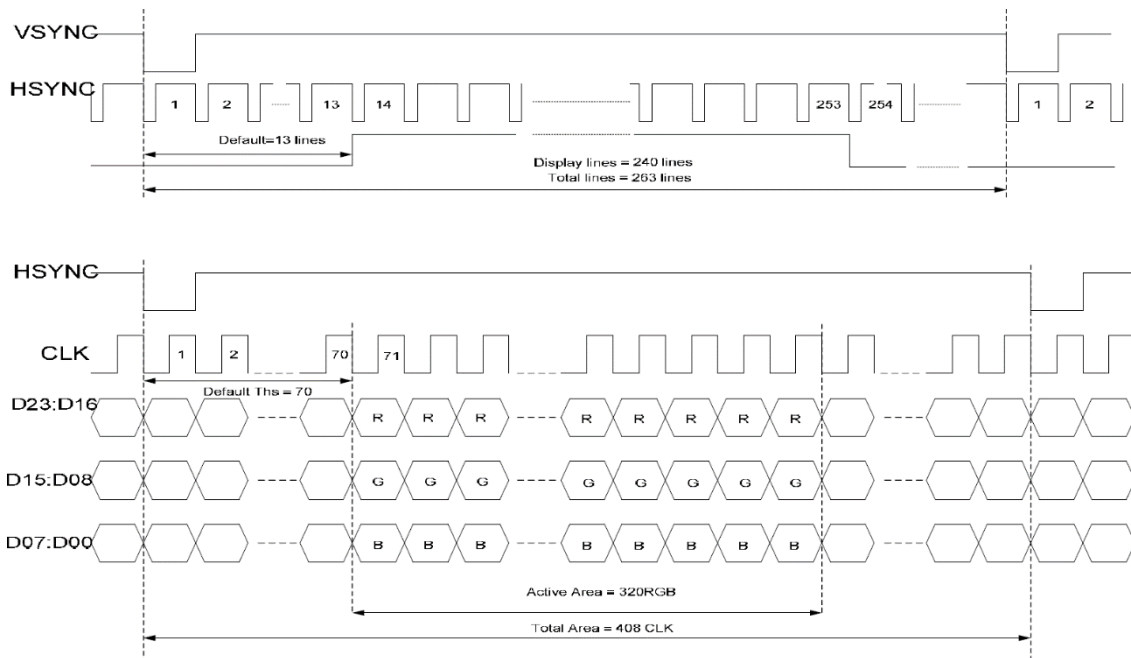 VSYNC
HSYNC
1 2 13 14 253 254 1 2
Default=13 lines
Display lines = 240 lines
Total lines = 263 lines
HSYNC
CLK
1 2 70 71
Default Ths = 70
D23:D16
R R R R R R R R
D15:D08
G G G G G G G G
D07:D00
B B B B B B B B
Active Area = 320RGB
Total Area = 408 CLK